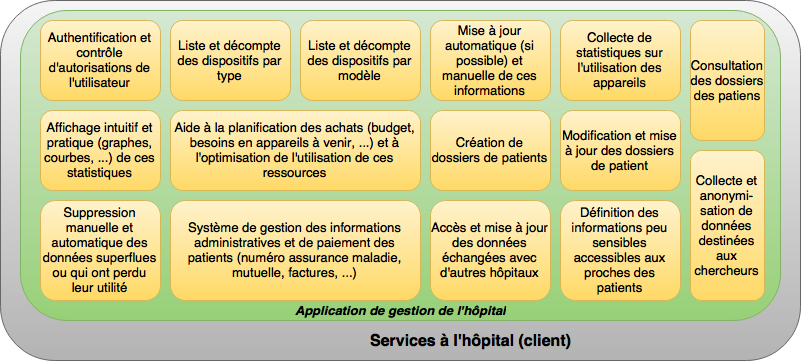 Authentification et
contrôle
d'autorisations de
l'utilisateur
Liste et décompte
des dispositifs par
type
Liste et décompte
des dispositifs par
modèle
Mise à jour
automatique (si
possible) et
manuelle de ces
informations
Collecte de
statistiques sur
l'utilisation des
appareils
Consultation
des dossiers
des patiens
Affichage intuitif et
pratique (graphes,
courbes, ...) de ces
statistiques
Aide à la planification des achats (budget,
besoins en appareils à venir, ...) et à
l'optimisation de l'utilisation de ces
ressources
Création de
dossiers de patients
Modification et mise
à jour des dossiers
de patient
Collecte et
anonymi-
sation de
données
destinées
aux
chercheurs
Suppression
manuelle et
automatique des
données superflues
ou qui ont perdu
leur utilité
Système de gestion des informations
administratives et de paiement des
patients (numéro assurance maladie,
mutuelle, factures, ...)
Accès et mise à jour
des données
échangées avec
d'autres hôpitaux
Définition des
informations peu
sensibles
accessibles aux
proches des
patients
Application de gestion de l'hôpital
Services à l'hôpital (client)